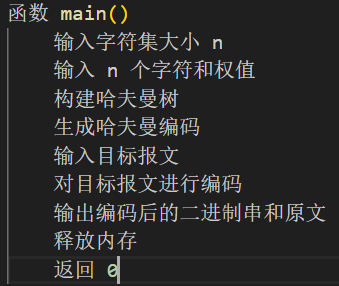 函数 main()
输入字符集大小 n
输入 n 个字符和权值
构建哈夫曼树
生成哈夫曼编码
输入目标报文
对目标报文进行编码
输出编码后的二进制串和原文
释放内存
返回 0